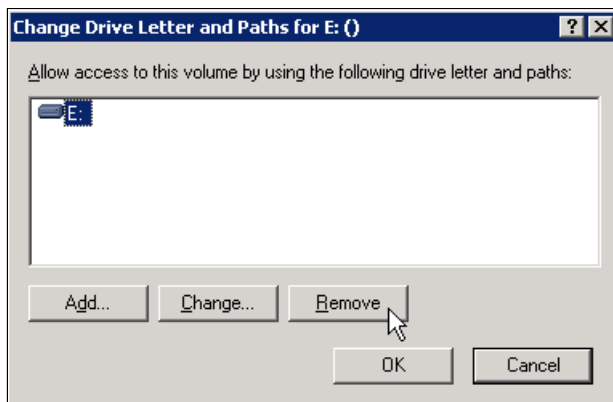 Change Drive Letter and Paths for E: ()
Allow access to this volume by using the following drive letter and paths:
E:
Add... Change... Remove
OK Cancel